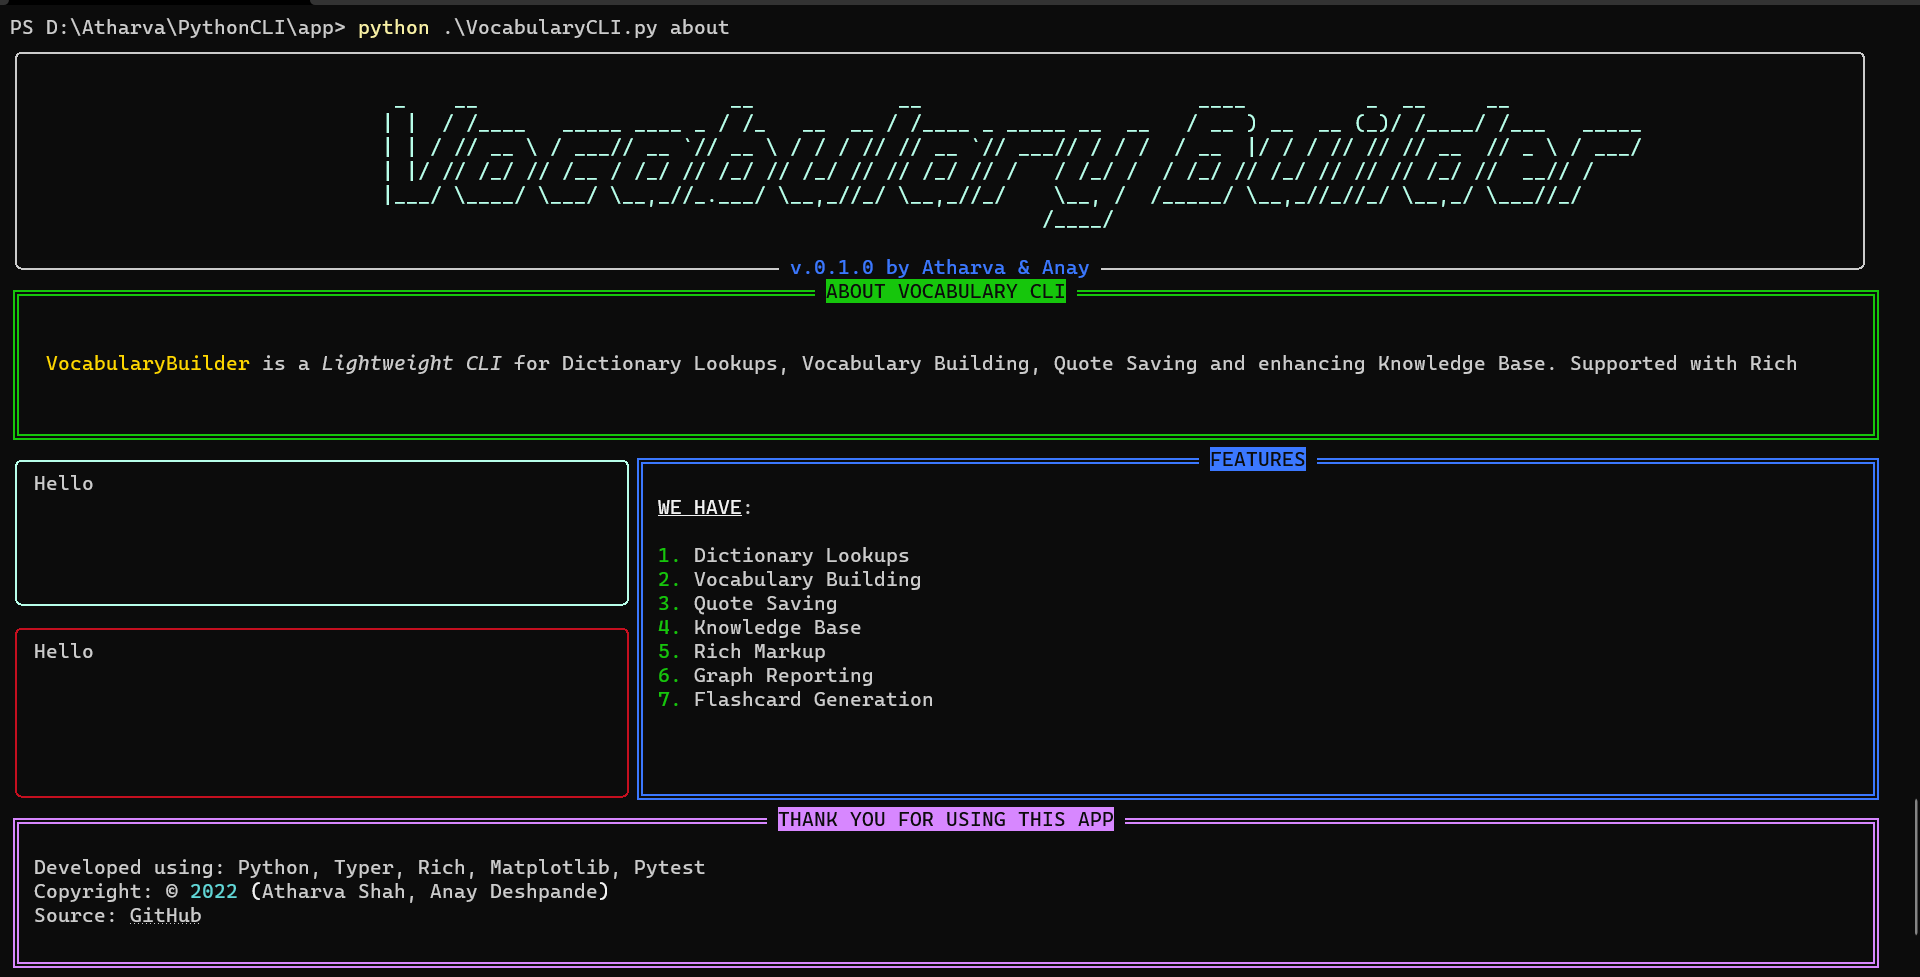 PS D:\Atharva\PythonCLI\app> python .\VocabularyCLI.py about
Vocabulary Builder
v.0.1.0 by Atharva & Anay
ABOUT VOCABULARY CLI
VocabularyBuilder is a Lightweight CLI for Dictionary Lookups, Vocabulary Building, Quote Saving and enhancing Knowledge Base. Supported with Rich
Hello
Hello
FEATURES
WE HAVE:
1. Dictionary Lookups
2. Vocabulary Building
3. Quote Saving
4. Knowledge Base
5. Rich Markup
6. Graph Reporting
7. Flashcard Generation
THANK YOU FOR USING THIS APP
Developed using: Python, Typer, Rich, Matplotlib, Pytest
Copyright: © 2022 (Atharva Shah, Anay Deshpande)
Source: GitHub